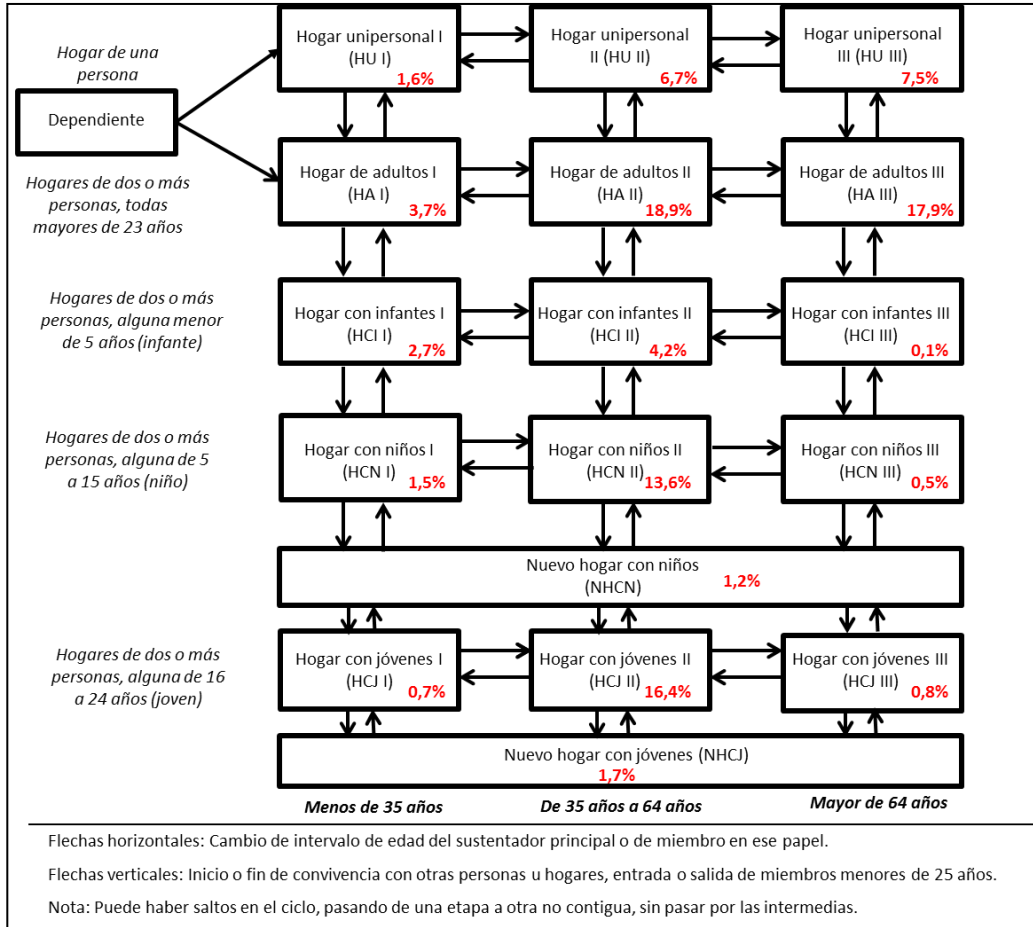 Hogar de una
persona
Dependiente
Hogar unipersonal I
(HU I)
1,6%
Hogar unipersonal
II (HU II)
6,7%
Hogar unipersonal
III (HU III)
7,5%
Hogares de dos o más
personas, todas
mayores de 23 años
Hogar de adultos I
(HA I)
3,7%
Hogar de adultos II
(HA II)
18,9%
Hogar de adultos III
(HA III)
17,9%
Hogares de dos o más
personas, alguna menor
de 5 años (infante)
Hogar con infantes I
(HCI I)
2,7%
Hogar con infantes II
(HCI II)
4,2%
Hogar con infantes III
(HCI III)
0,1%
Hogares de dos o más
personas, alguna de 5
a 15 años (niño)
Hogar con niños I
(HCN I)
1,5%
Hogar con niños II
(HCN II)
13,6%
Hogar con niños III
(HCN III)
0,5%
Nuevo hogar con niños
(NHCN)
1,2%
Hogares de dos o más
personas, alguna de 16
a 24 años (joven)
Hogar con jóvenes I
(HCJ I)
0,7%
Hogar con jóvenes II
(HCJ II)
16,4%
Hogar con jóvenes III
(HCJ III)
0,8%
Nuevo hogar con jóvenes (NHCJ)
1,7%
Menos de 35 años
De 35 años a 64 años
Mayor de 64 años
Flechas horizontales: Cambio de intervalo de edad del sustentador principal o de miembro en ese papel.
Flechas verticales: Inicio o fin de convivencia con otras personas u hogares, entrada o salida de miembros menores de 25 años.
Nota: Puede haber saltos en el ciclo, pasando de una etapa a otra no contigua, sin pasar por las intermedias.